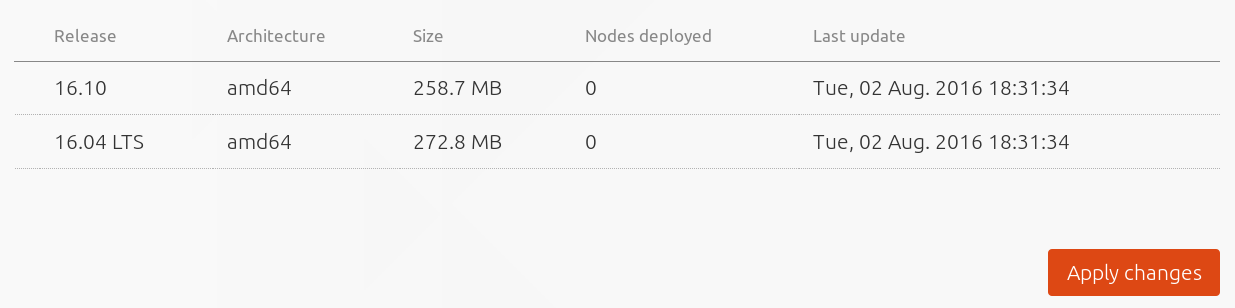 Release Architecture Size Nodes deployed Last update
16.10 amd64 258.7 MB 0 Tue, 02 Aug. 2016 18:31:34
16.04 LTS amd64 272.8 MB 0 Tue, 02 Aug. 2016 18:31:34
Apply changes